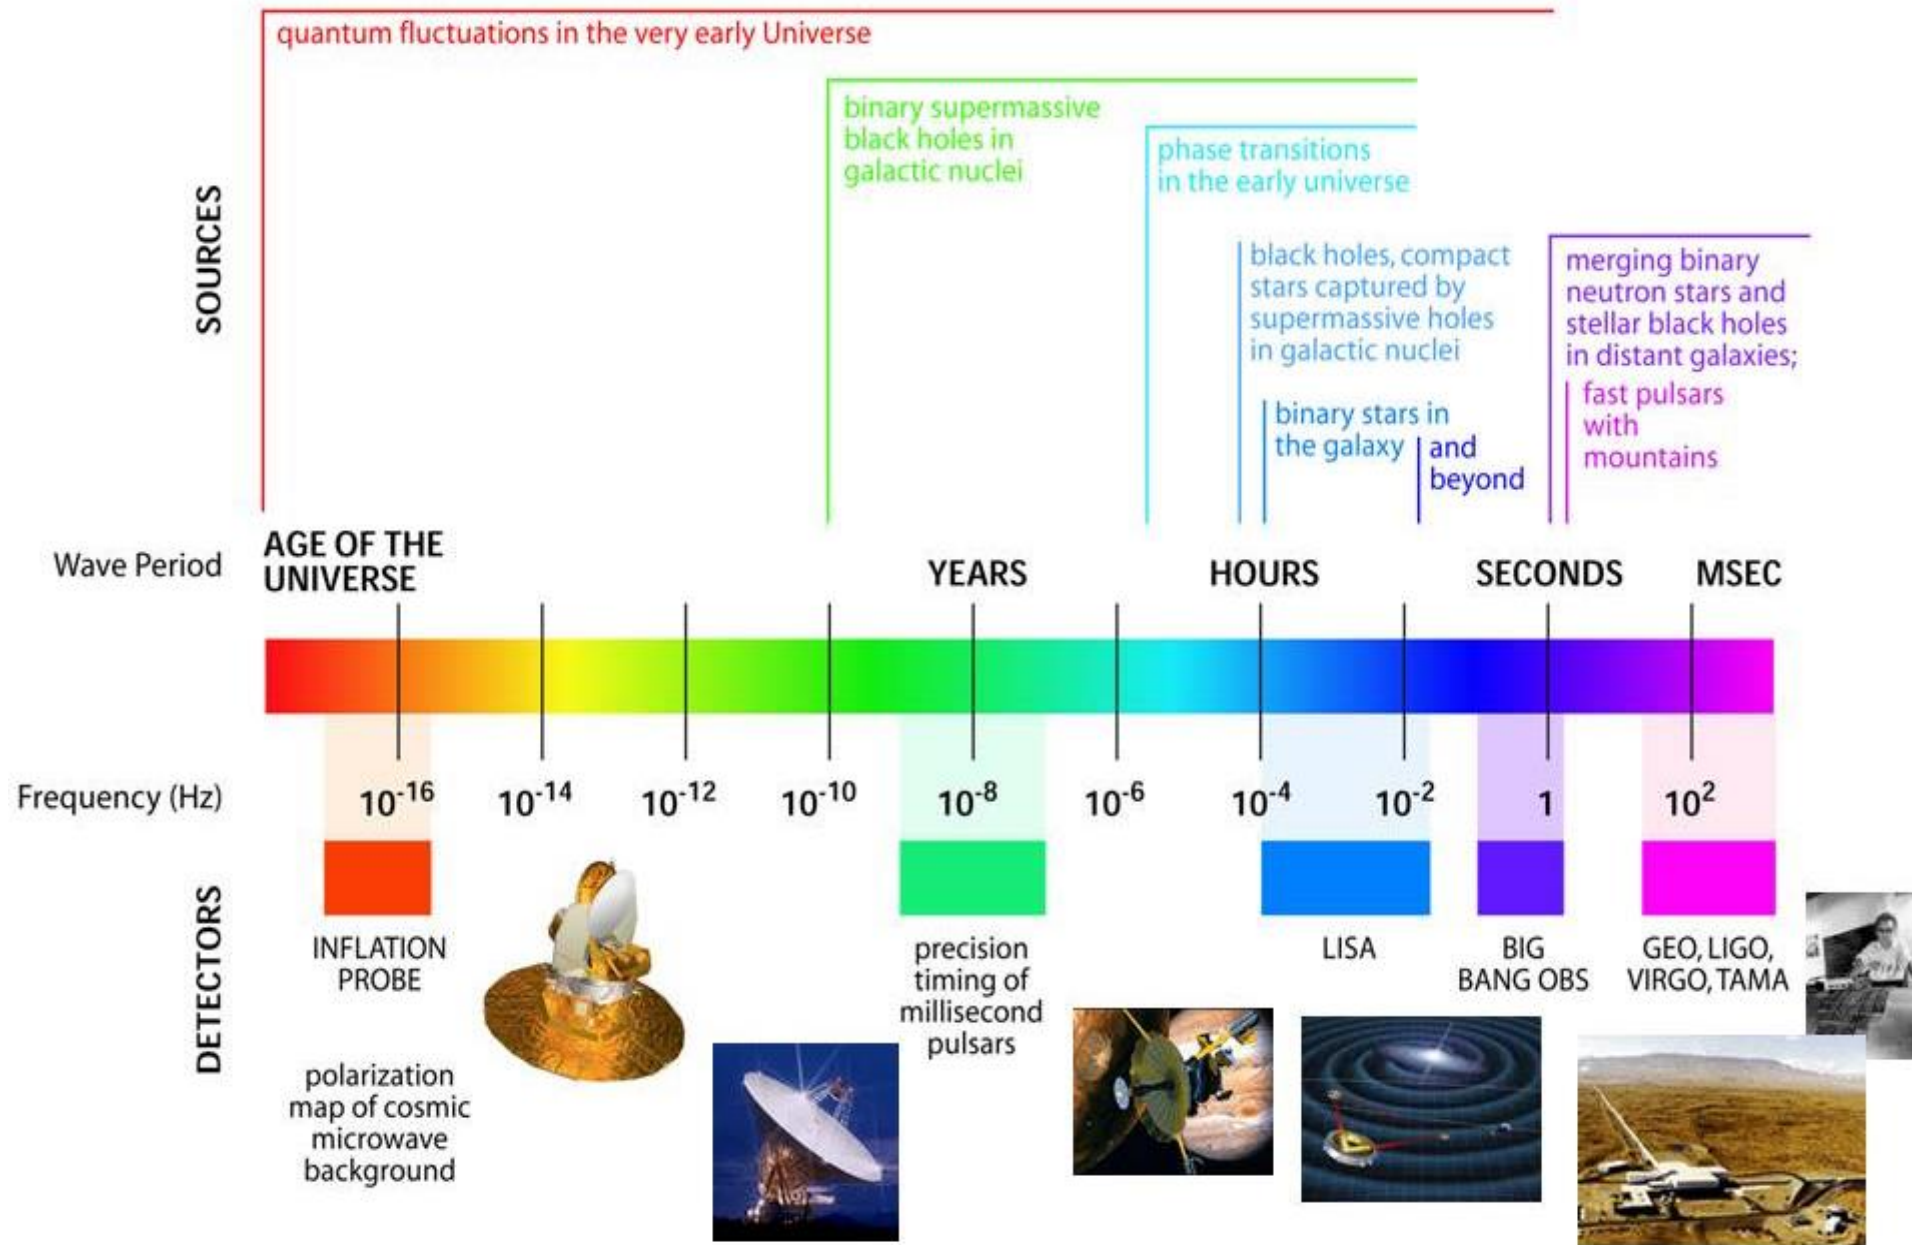 quantum fluctuations in the very early Universe
binary supermassive
black holes in
galactic nuclei
phase transitions
in the early universe
SOURCES
black holes, compact
stars captured by
supermassive holes
in galactic nuclei
merging binary
neutron stars and
stellar black holes
in distant galaxies;
fast pulsars
with
mountains
binary stars in
the galaxy
and
beyond
Wave Period
AGE OF THE
UNIVERSE
YEARS
HOURS
SECONDS
MSEC
Frequency (Hz)
10⁻¹⁶
10⁻¹⁴
10⁻¹²
10⁻¹⁰
10⁻⁸
10⁻⁶
10⁻⁴
10⁻²
1
10²
DETECTORS
INFLATION
PROBE
precision
timing of
millisecond
pulsars
LISA
BIG
BANG OBS
GEO, LIGO,
VIRGO, TAMA
polarization
map of cosmic
microwave
background